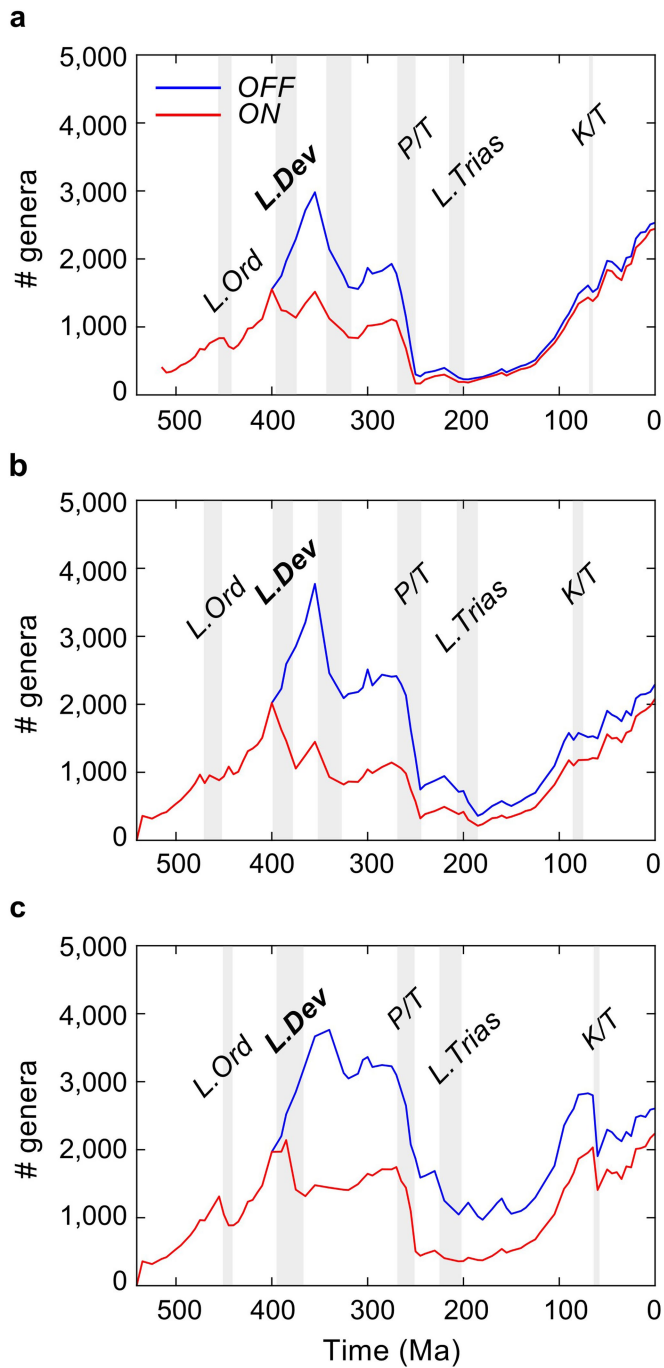 a
5,000
4,000
3,000
2,000
1,000
0
# genera
OFF
ON
L.Ord
L.Dev
P/T
L.Trias
K/T
500
400
300
200
100
0
b
5,000
4,000
3,000
2,000
1,000
0
# genera
L.Ord
L.Dev
P/T
L.Trias
K/T
500
400
300
200
100
0
c
5,000
4,000
3,000
2,000
1,000
0
# genera
L.Ord
L.Dev
P/T
L.Trias
K/T
500
400
300
200
100
0
Time (Ma)